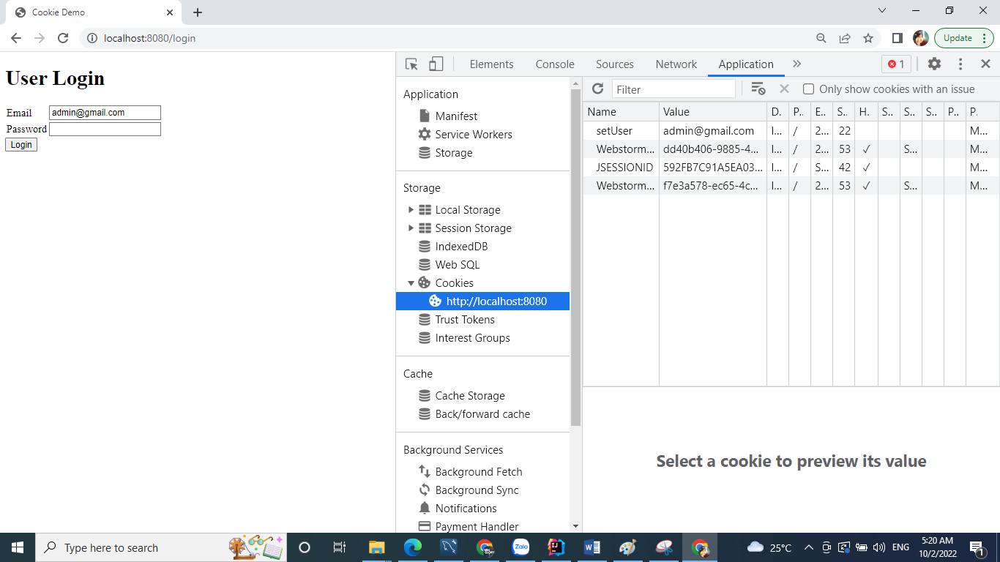 Cookie Demo
localhost:8080/login
Update
User Login
Email admin@gmail.com
Password
Login
Elements Console Sources Network Application 1
Application
Manifest
Service Workers
Storage
Storage
Local Storage
Session Storage
IndexedDB
Web SQL
Cookies
http://localhost:8080
Trust Tokens
Interest Groups
Cache
Cache Storage
Back/forward cache
Background Services
Background Fetch
Background Sync
Notifications
Payment Handler
Filter Only show cookies with an issue
Name Value D. P.. E.. S.. H. S.. S.. S.. P.. P.
setUser admin@gmail.com l... / 2... 22 M...
Webstorm... dd40b406-9885-4... l... / 2... 53 ✓ S... M...
JSESSIONID 592FB7C91A5EA03... l... / S... 42 ✓ M...
Webstorm... f7e3a578-ec65-4c... l... / 2... 53 ✓ S... M...
Select a cookie to preview its value
Type here to search
Zalo
25°C
ENG
5:20 AM
10/2/2022
1